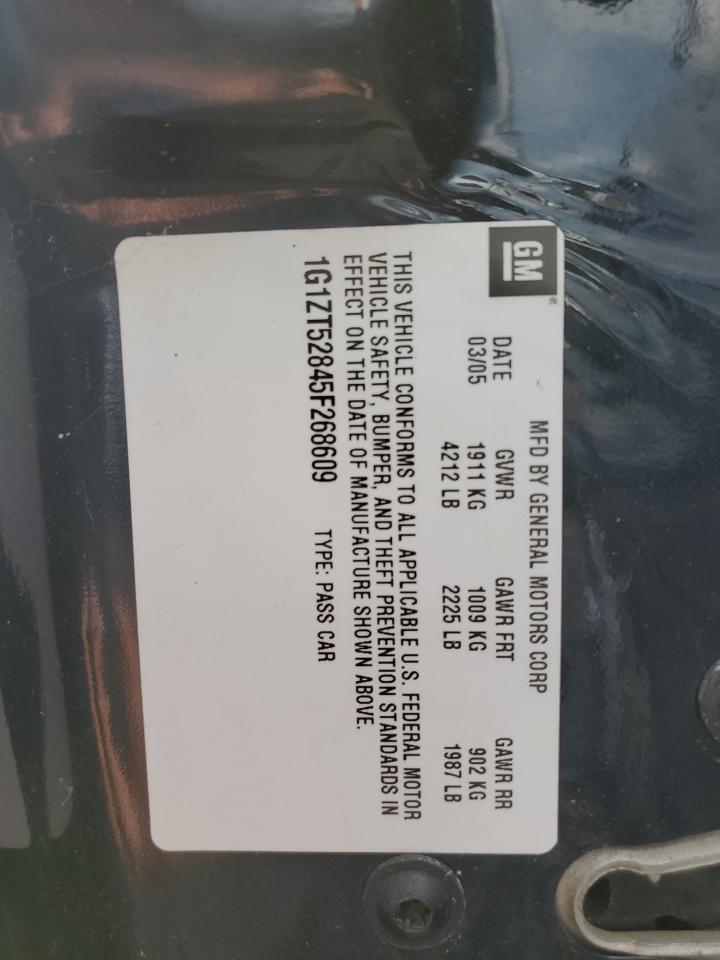 GM
MFD BY GENERAL MOTORS CORP
DATE GVWR GAWR FRT GAWR RR
03/05 1911 KG 1009 KG 902 KG
4212 LB 2225 LB 1987 LB
THIS VEHICLE CONFORMS TO ALL APPLICABLE U.S. FEDERAL MOTOR
VEHICLE SAFETY, BUMPER, AND THEFT PREVENTION STANDARDS IN
EFFECT ON THE DATE OF MANUFACTURE SHOWN ABOVE.
1G1ZT52845F268609 TYPE: PASS CAR